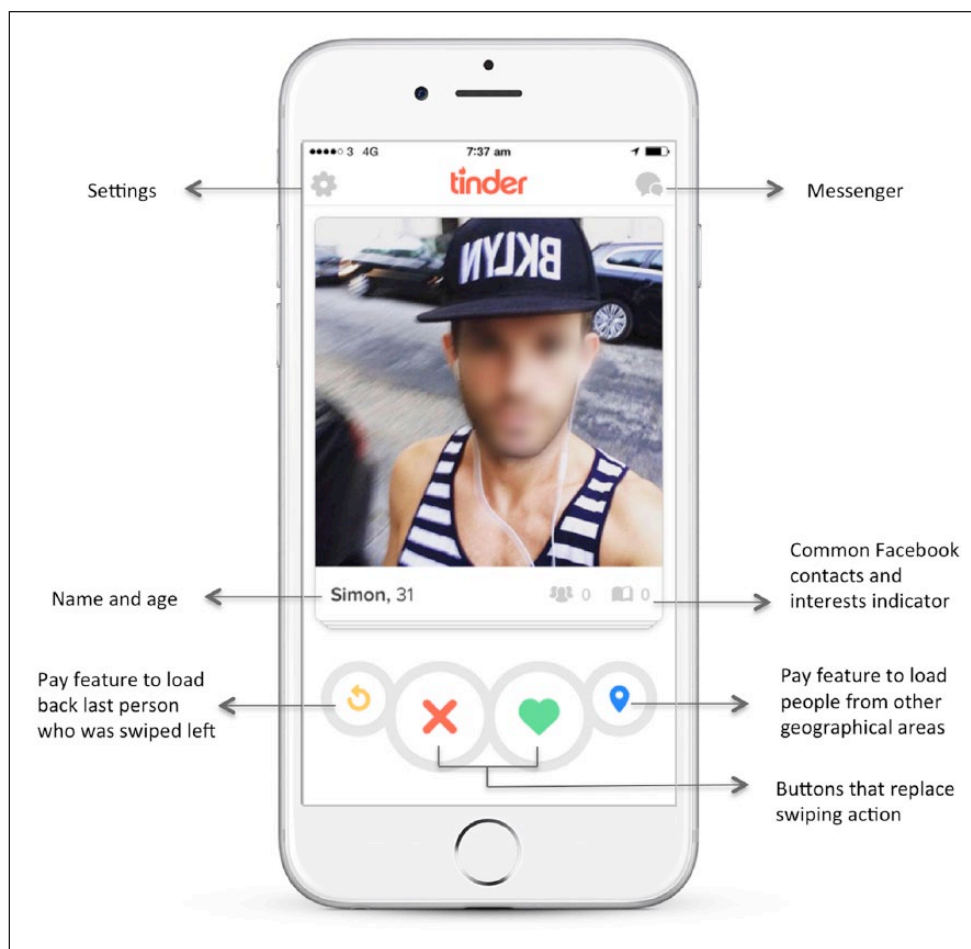 3 4G
7:37 am
Settings
tinder
Messenger
BKLYN
Common Facebook
contacts and
interests indicator
Name and age
Simon, 31
0
0
Pay feature to load
back last person
who was swiped left
Pay feature to load
people from other
geographical areas
Buttons that replace
swiping action